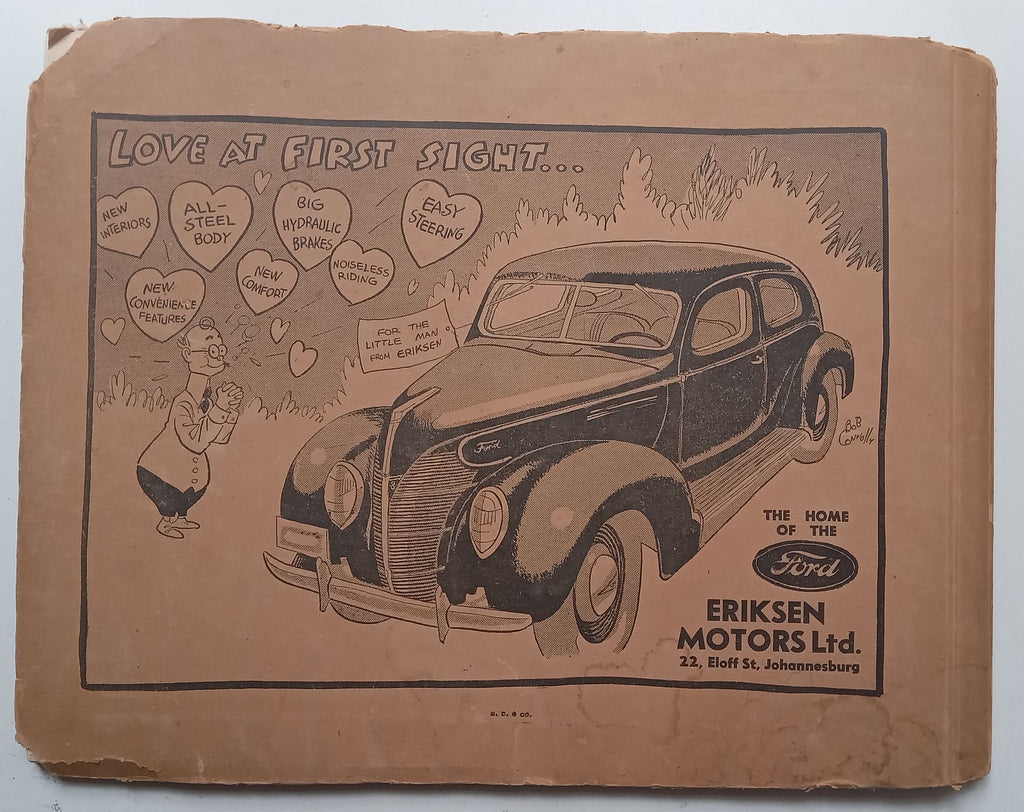 LOVE AT FIRST SIGHT...
NEW
INTERIORS
ALL-
STEEL
BODY
BIG
HYDRAULIC
BRAKES
EASY
STEERING
NEW
CONVENIENCE
FEATURES
NEW
COMFORT
NOISELESS
RIDING
FOR THE
LITTLE MAN
FROM ERIKSEN
Ford
BOB
CONNOLLY
THE HOME
OF THE
Ford
ERIKSEN
MOTORS Ltd.
22, Eloff St, Johannesburg